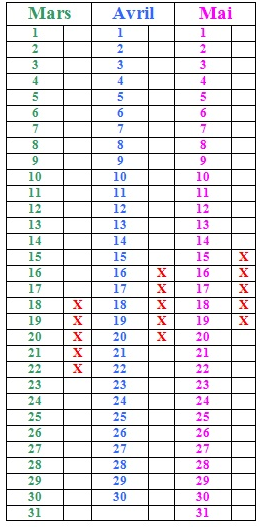 Mars Avril Mai
1 1 1
2 2 2
3 3 3
4 4 4
5 5 5
6 6 6
7 7 7
8 8 8
9 9 9
10 10 10
11 11 11
12 12 12
13 13 13
14 14 14
15 15 15 X
16 16 X 16 X
17 17 X 17 X
18 X 18 X 18 X
19 X 19 X 19 X
20 X 20 X 20
21 X 21 21
22 X 22 22
23 23 23
24 24 24
25 25 25
26 26 26
27 27 27
28 28 28
29 29 29
30 30 30
31 31